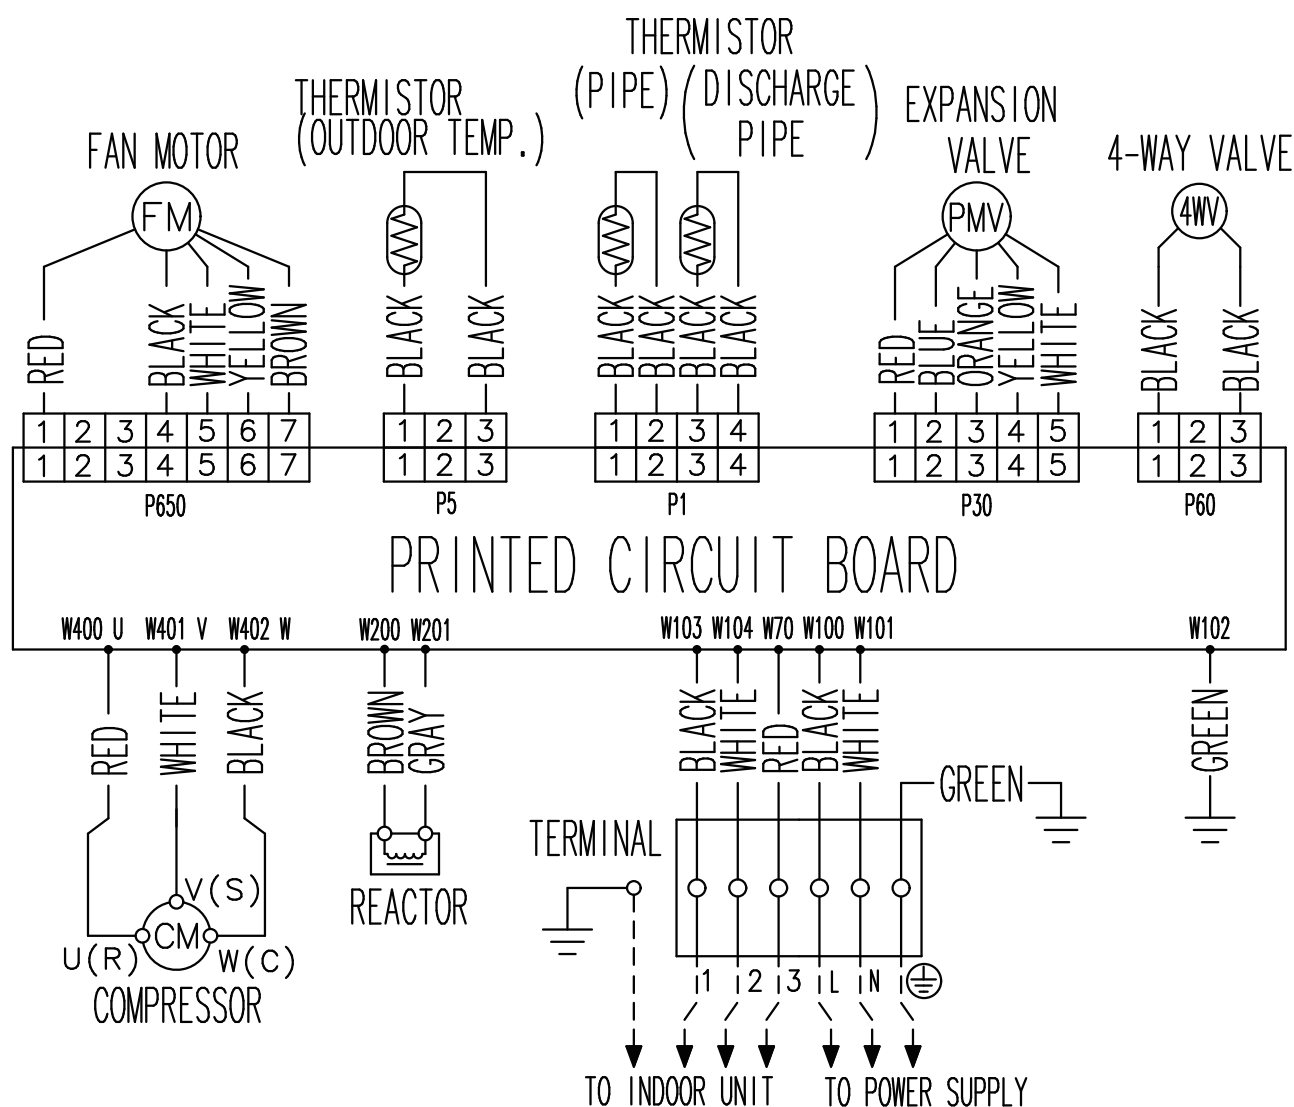 THERMISTOR
(PIPE) (DISCHARGE PIPE)
THERMISTOR
(OUTDOOR TEMP.)
EXPANSION
VALVE
FAN MOTOR
4-WAY VALVE
FM
PMV
4WV
RED BLACK WHITE YELLOW BROWN
BLACK BLACK
BLACK BLACK BLACK BLACK
RED BLUE ORANGE YELLOW WHITE
BLACK BLACK
1 2 3 4 5 6 7
1 2 3 4 5 6 7
P650
1 2 3
1 2 3
P5
1 2 3 4
1 2 3 4
P1
1 2 3 4 5
1 2 3 4 5
P30
1 2 3
1 2 3
P60
PRINTED CIRCUIT BOARD
W400 U W401 V W402 W W200 W201 W103 W104 W70 W100 W101 W102
RED WHITE BLACK
BROWN GRAY
BLACK WHITE RED BLACK WHITE
GREEN
GREEN
TERMINAL
V(S)
CM
U(R)
W(C)
COMPRESSOR
REACTOR
1 2 3 L N
TO INDOOR UNIT
TO POWER SUPPLY